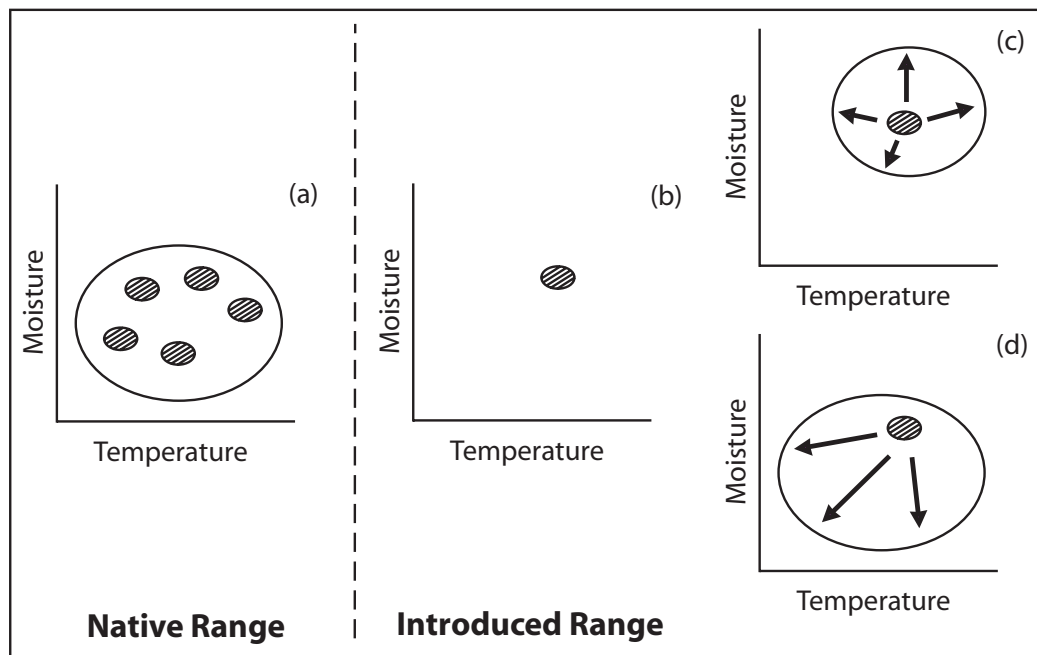 (a)
Moisture
Temperature
Native Range
(b)
Moisture
Temperature
Introduced Range
(c)
Moisture
Temperature
(d)
Moisture
Temperature